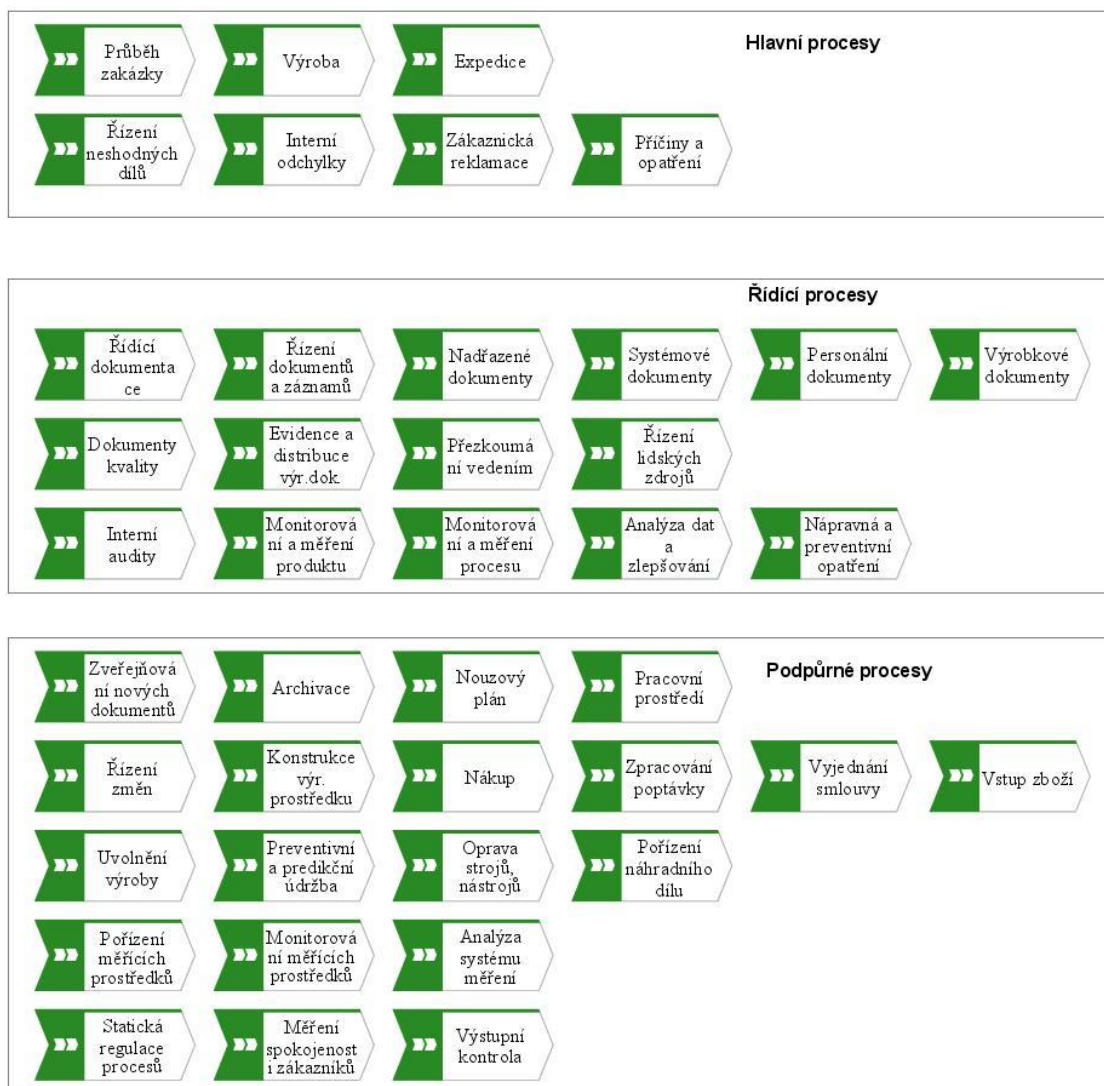 Hlavní procesy
Průběh
zakázky
Výroba
Expedice
Řízení
neshodných
dílů
Interní
odchylky
Zákaznická
reklamace
Příčiny a
opatření
Řídící procesy
Řídící
dokumenta
ce
Řízení
dokumentů
a záznamů
Nadřazené
dokumenty
Systémové
dokumenty
Personální
dokumenty
Výrobkové
dokumenty
Dokumenty
kvality
Evidence a
distribuce
výr.dok.
Přezkoumá
ní vedením
Řízení
lidských
zdrojů
Interní
audity
Monitorová
ní a měření
produktu
Monitorová
ní a měření
procesu
Analýza dat
a
zlepšování
Nápravná a
preventivní
opatření
Podpůrné procesy
Zveřejňova
ní nových
dokumentů
Archivace
Nouzový
plán
Pracovní
prostředí
Řízení
změn
Konstrukce
výr.
prostředku
Nákup
Zpracování
poptávky
Vyjednání
smlouvy
Vstup zboží
Uvolnění
výroby
Preventivní
a predikční
údržba
Oprava
strojů,
nástrojů
Pořízení
náhradního
dílu
Pořízení
měřících
prostředků
Monitorová
ní měřících
prostředků
Analýza
systému
měření
Statická
regulace
procesů
Měření
spokojenost
i zákazníků
Výstupní
kontrola